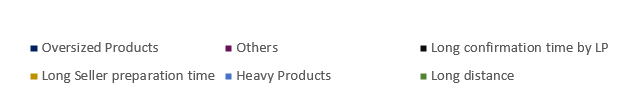 Oversized Products Others Long confirmation time by LP
Long Seller preparation time Heavy Products Long distance